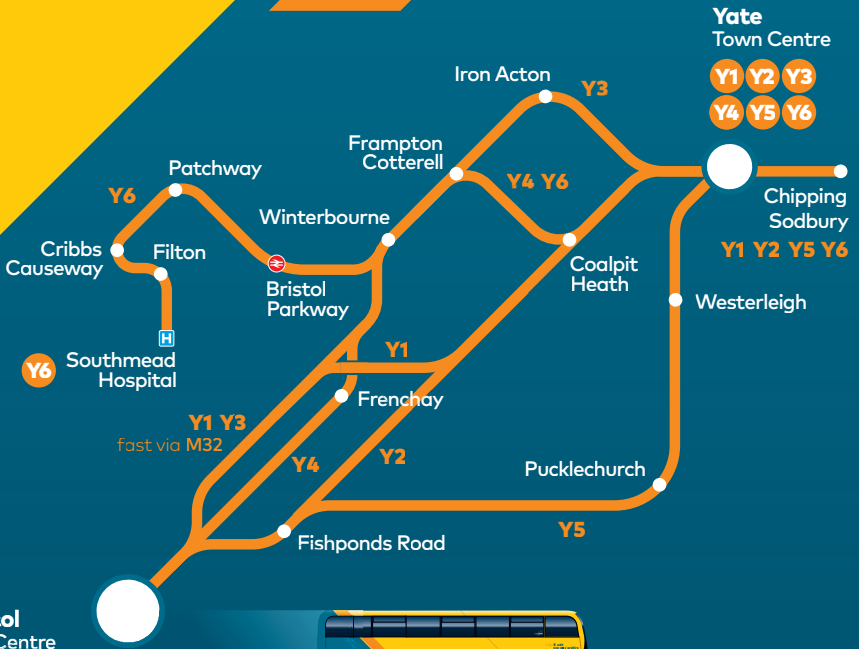 Yate
Town Centre
Y1 Y2 Y3
Y4 Y5 Y6
Iron Acton
Y3
Frampton
Cotterell
Y4 Y6
Patchway
Y6
Winterbourne
Chipping
Sodbury
Y1 Y2 Y5 Y6
Cribbs
Causeway
Filton
Coalpit
Heath
Bristol
Parkway
Westerleigh
H
Y1
Y6
Southmead
Hospital
Frenchay
Y1 Y3
fast via M32
Y4
Y2
Pucklechurch
Y5
Fishponds Road
Centre